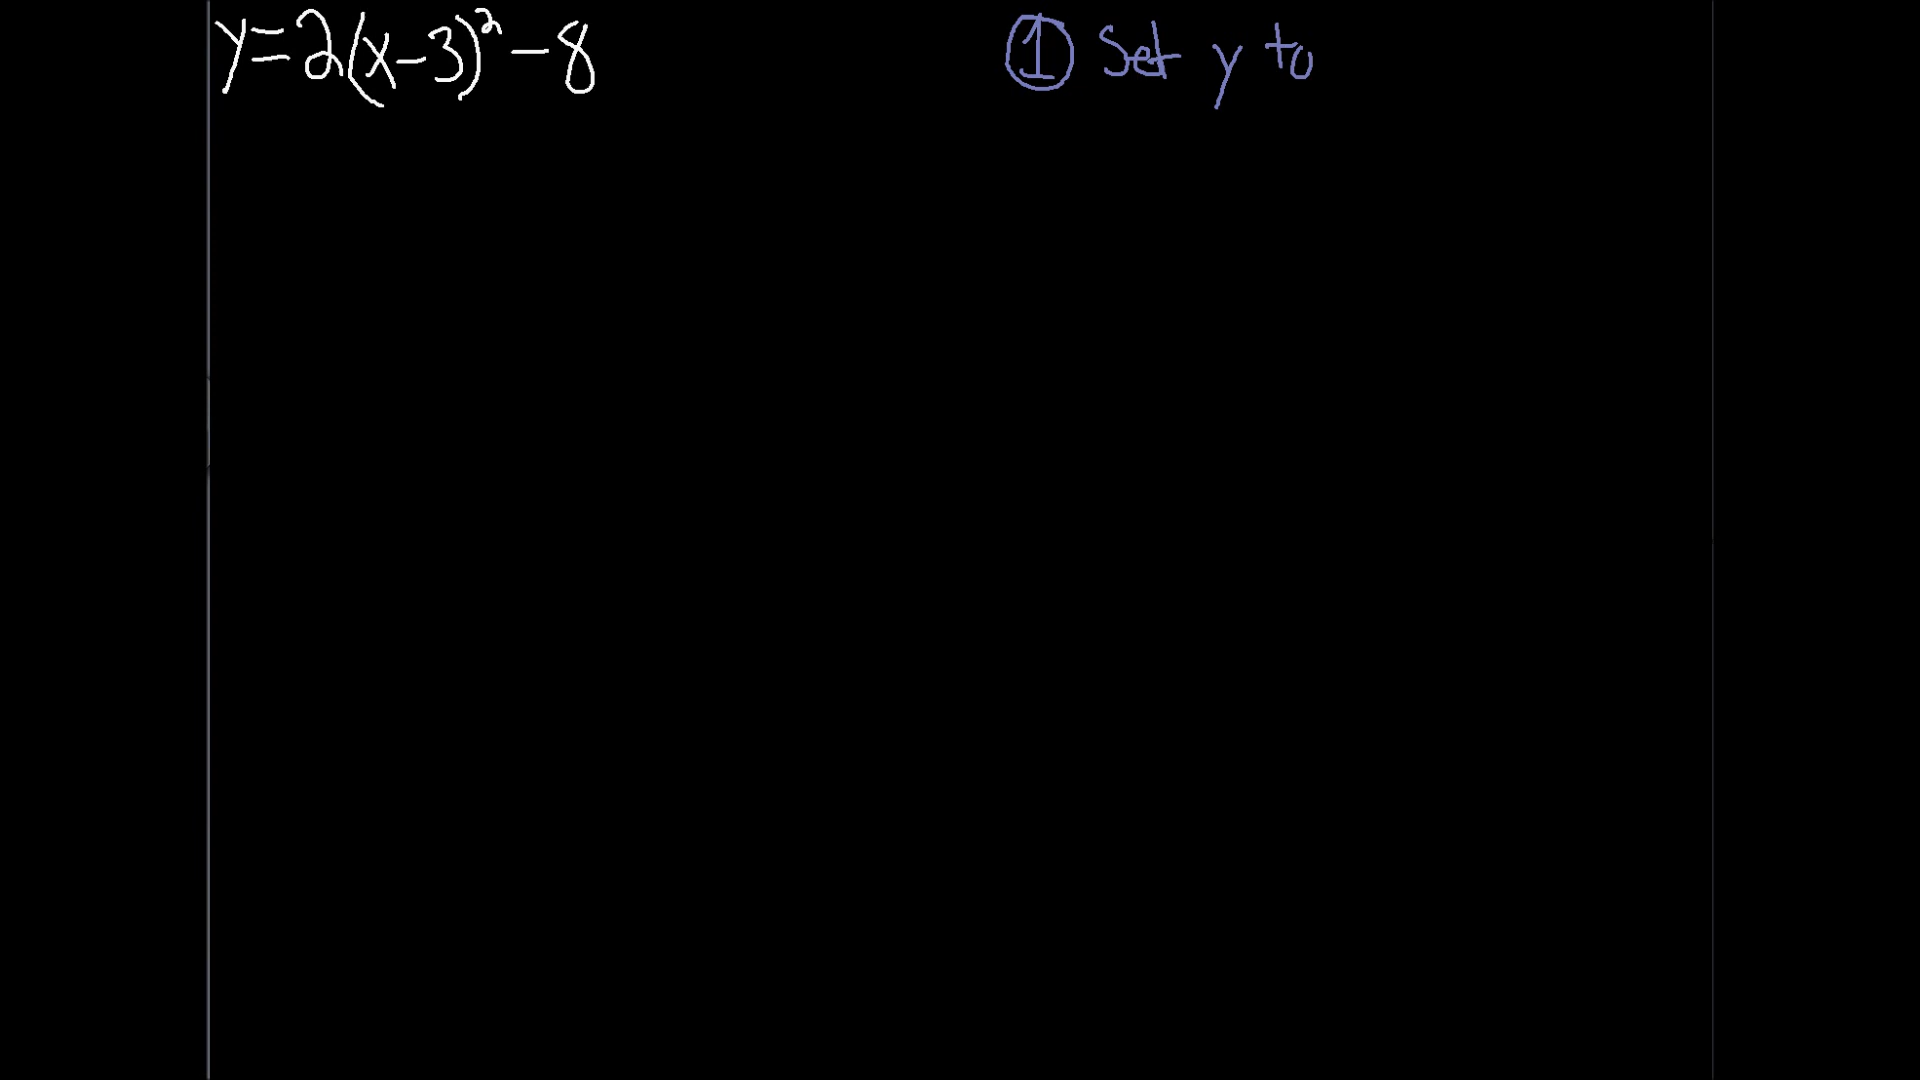 y=2(x-3)²-8
① Set y to